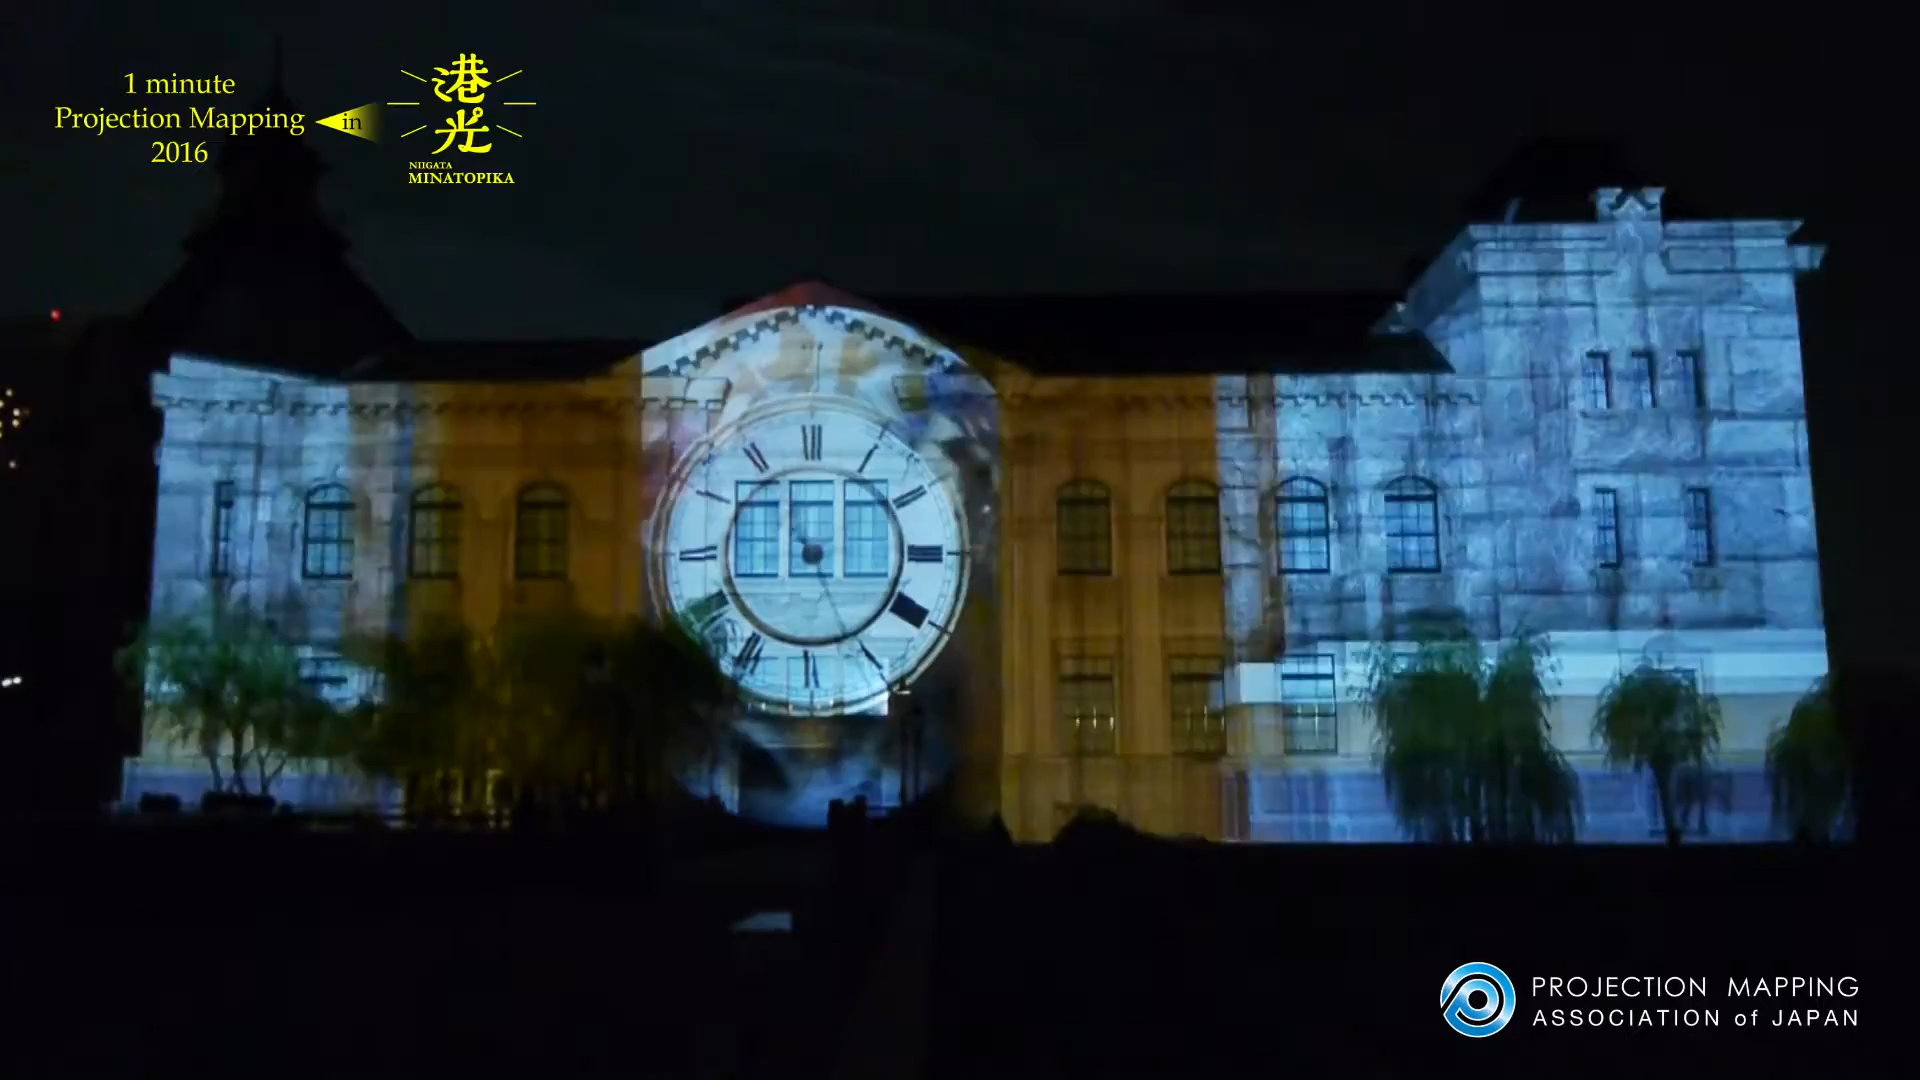 1 minute
Projection Mapping
2016
in
港
光
NIIGATA
MINATOPIKA
PROJECTION MAPPING
ASSOCIATION of JAPAN